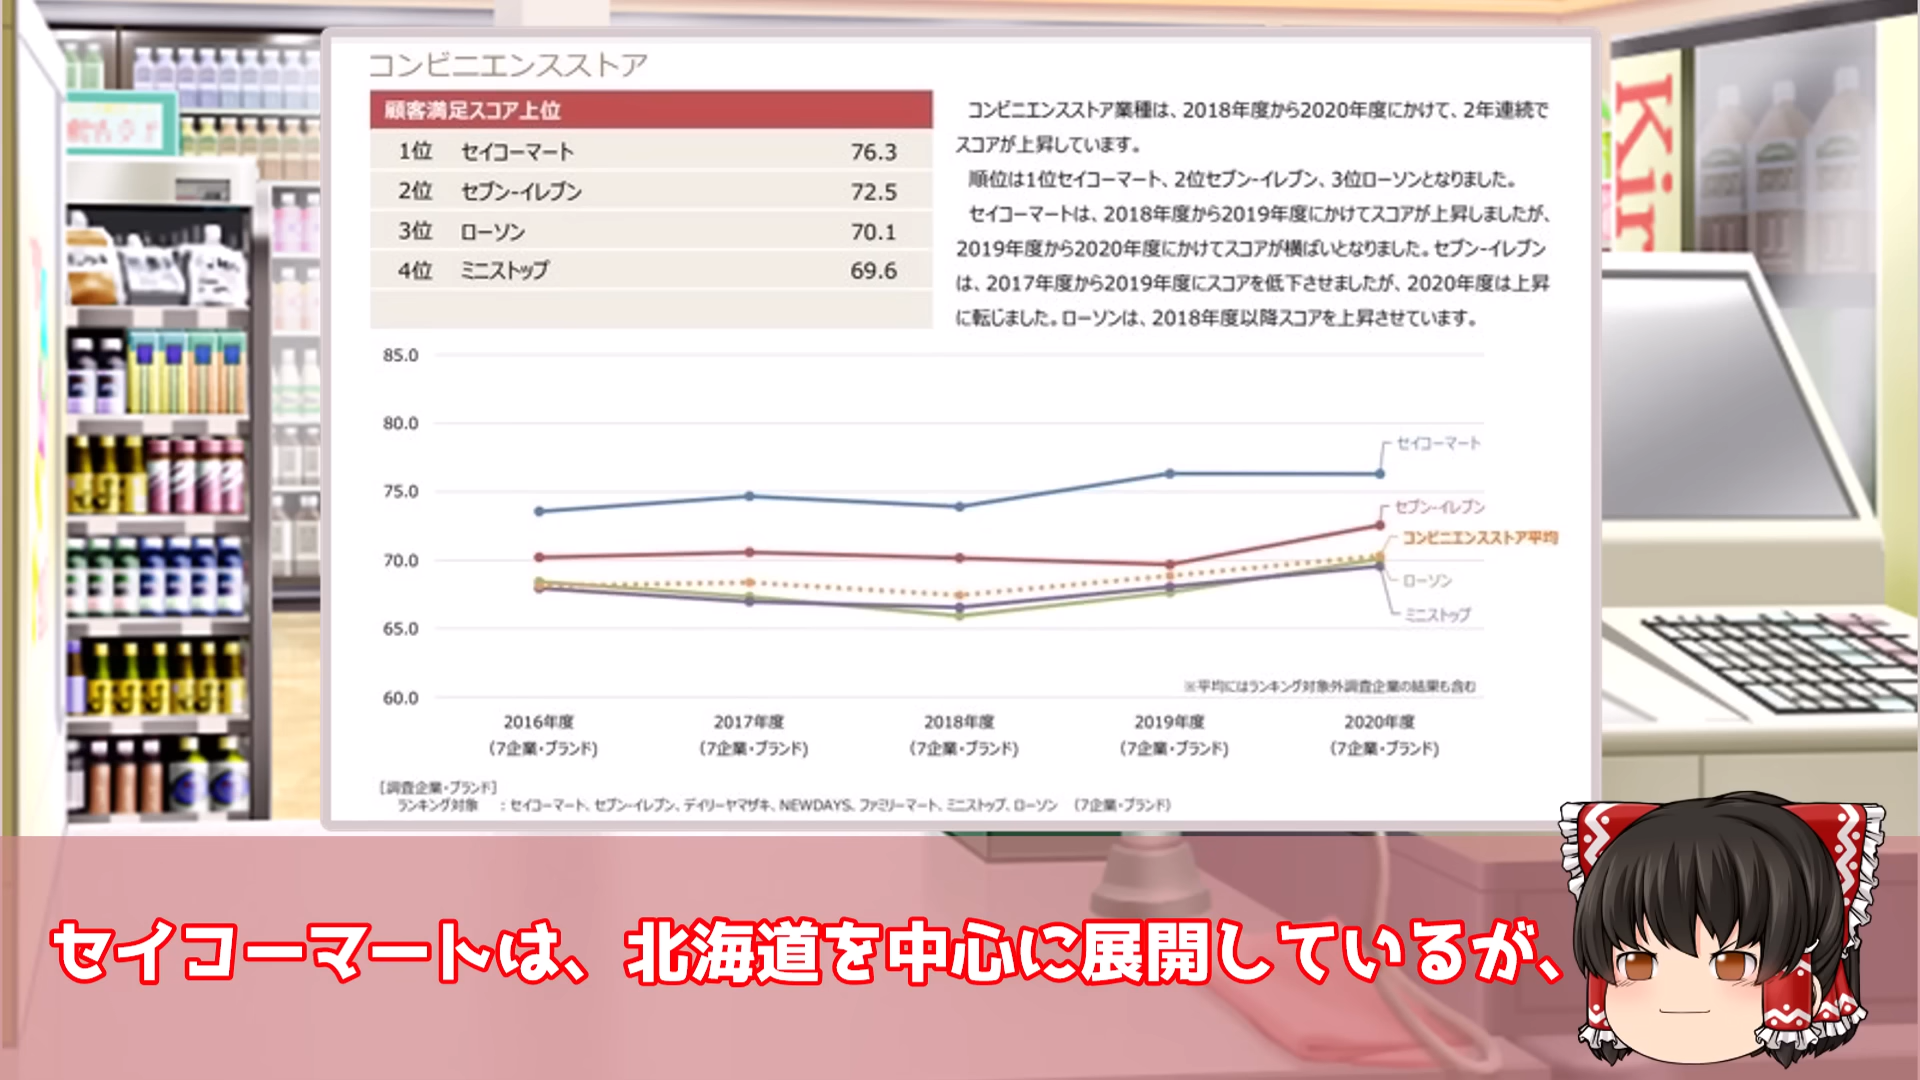 コンビニエンスストア
顧客満足スコア上位
1位 セイコーマート 76.3
2位 セブン-イレブン 72.5
3位 ローソン 70.1
4位 ミニストップ 69.6
コンビニエンスストア業種は、2018年度から2020年度にかけて、2年連続で
スコアが上昇しています。
順位は1位セイコーマート、2位セブン-イレブン、3位ローソンとなりました。
セイコーマートは、2018年度から2019年度にかけてスコアが上昇しましたが、
2019年度から2020年度にかけてスコアが横ばいとなりました。セブン-イレブン
は、2017年度から2019年度にスコアを低下させましたが、2020年度は上昇
に転じました。ローソンは、2018年度以降スコアを上昇させています。
85.0
80.0
75.0
70.0
65.0
60.0
セイコーマート
セブン-イレブン
コンビニエンスストア平均
ローソン
ミニストップ
※平均にはランキング対象外調査企業の結果も含む
2016年度 2017年度 2018年度 2019年度 2020年度
(7企業・ブランド) (7企業・ブランド) (7企業・ブランド) (7企業・ブランド) (7企業・ブランド)
[調査企業・ブランド]
ランキング対象 : セイコーマート、セブン-イレブン、デイリーヤマザキ、NEWDAYS、ファミリーマート、ミニストップ、ローソン (7企業・ブランド)
Kir
セイコーマートは、北海道を中心に展開しているが、